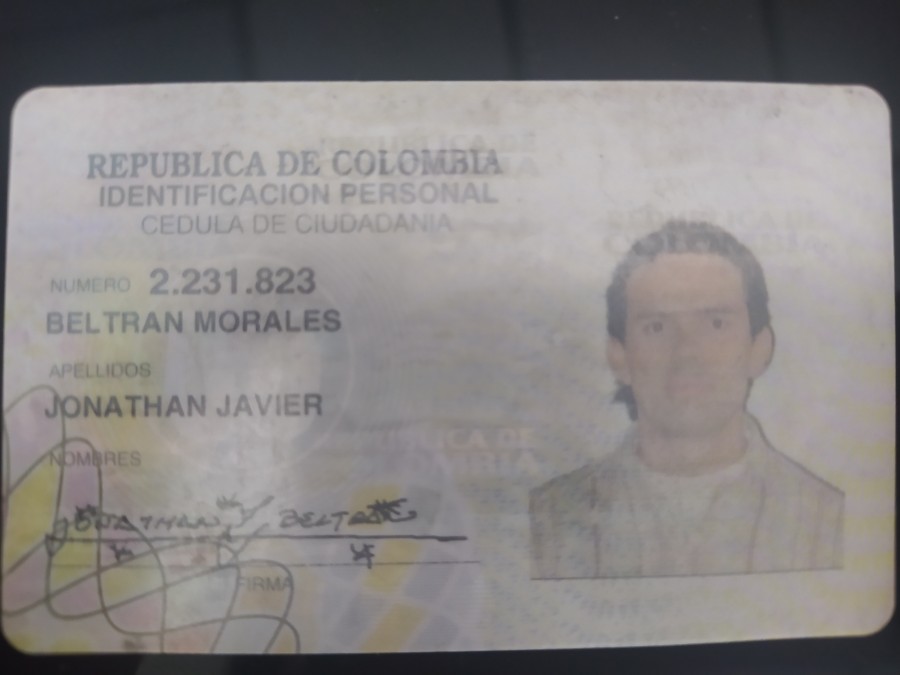 REPUBLICA DE COLOMBIA
IDENTIFICACION PERSONAL
CEDULA DE CIUDADANIA
NUMERO 2.231.823
BELTRAN MORALES
APELLIDOS
JONATHAN JAVIER
NOMBRES
JONATHAN J BELTRAN
FIRMA